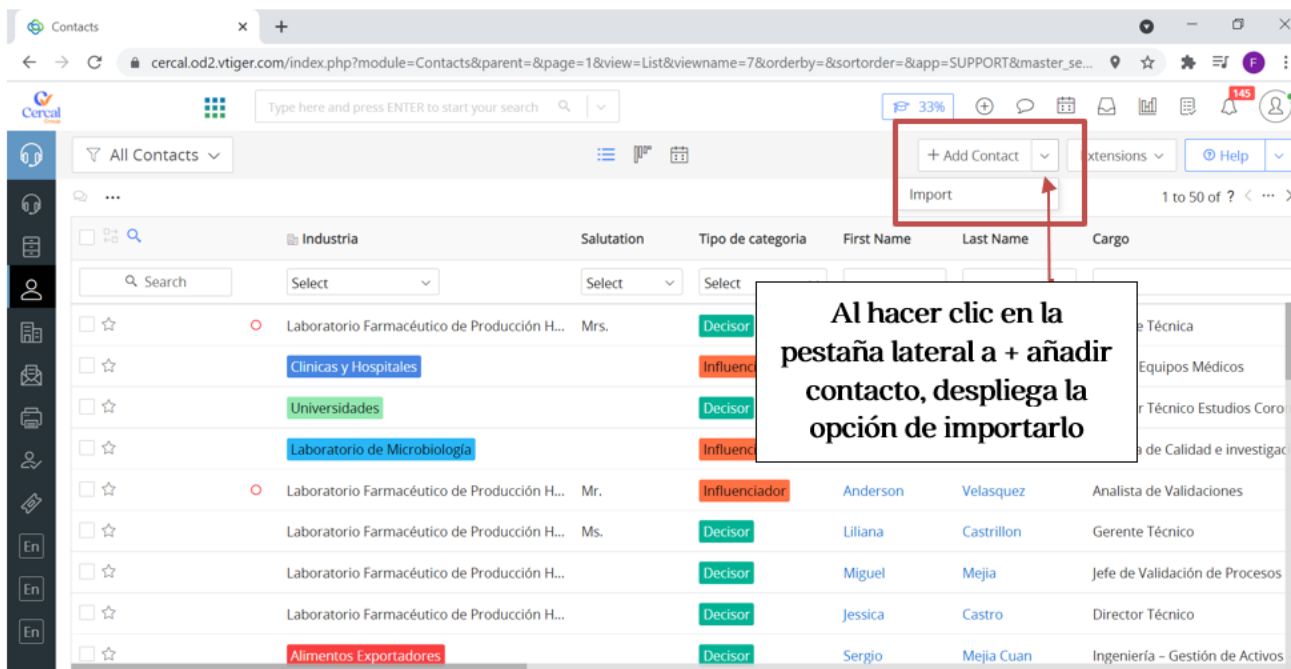 Contacts
cercal.od2.vtiger.com/index.php?module=Contacts&parent=&page=1&view=List&viewname=7&orderby=&sortorder=&app=SUPPORT&master_se... F
Cercal
Group
Type here and press ENTER to start your search 33% 145
All Contacts + Add Contact Extensions Help
... Import 1 to 50 of ? ...
Industria Salutation Tipo de categoria First Name Last Name Cargo
Search Select Select Select
Laboratorio Farmacéutico de Producción H... Mrs. Decisor Técnica
Clinicas y Hospitales Equipos Médicos
Universidades Decisor Técnico Estudios Coro
Laboratorio de Microbiología de Calidad e investigac
Al hacer clic en la
pestaña lateral a + añadir
contacto, despliega la
opción de importarlo
Laboratorio Farmacéutico de Producción H... Mr. Influenciador Anderson Velasquez Analista de Validaciones
Laboratorio Farmacéutico de Producción H... Ms. Decisor Liliana Castrillon Gerente Técnico
Laboratorio Farmacéutico de Producción H... Decisor Miguel Mejia Jefe de Validación de Procesos
Laboratorio Farmacéutico de Producción H... Decisor Jessica Castro Director Técnico
Alimentos Exportadores Decisor Sergio Mejia Cuan Ingeniería – Gestión de Activos
En
En
En